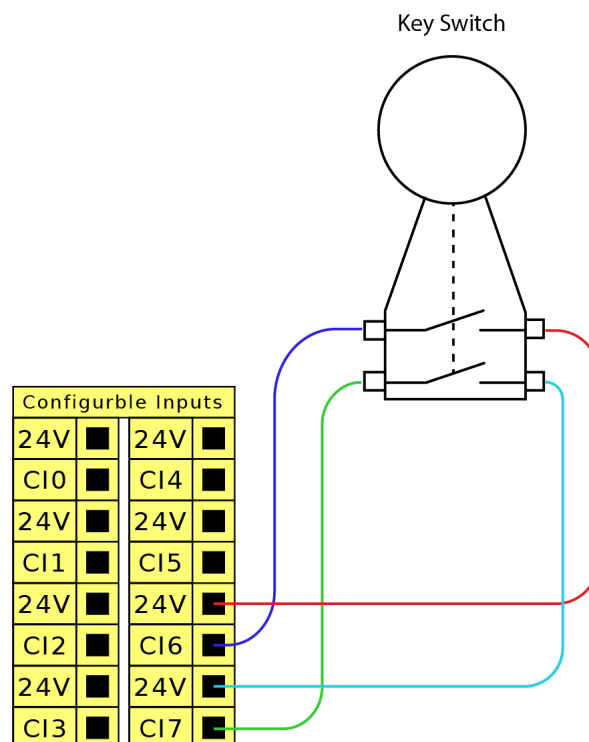 Key Switch
Configurble Inputs
24V 24V
CI0 CI4
24V 24V
CI1 CI5
24V 24V
CI2 CI6
24V 24V
CI3 CI7